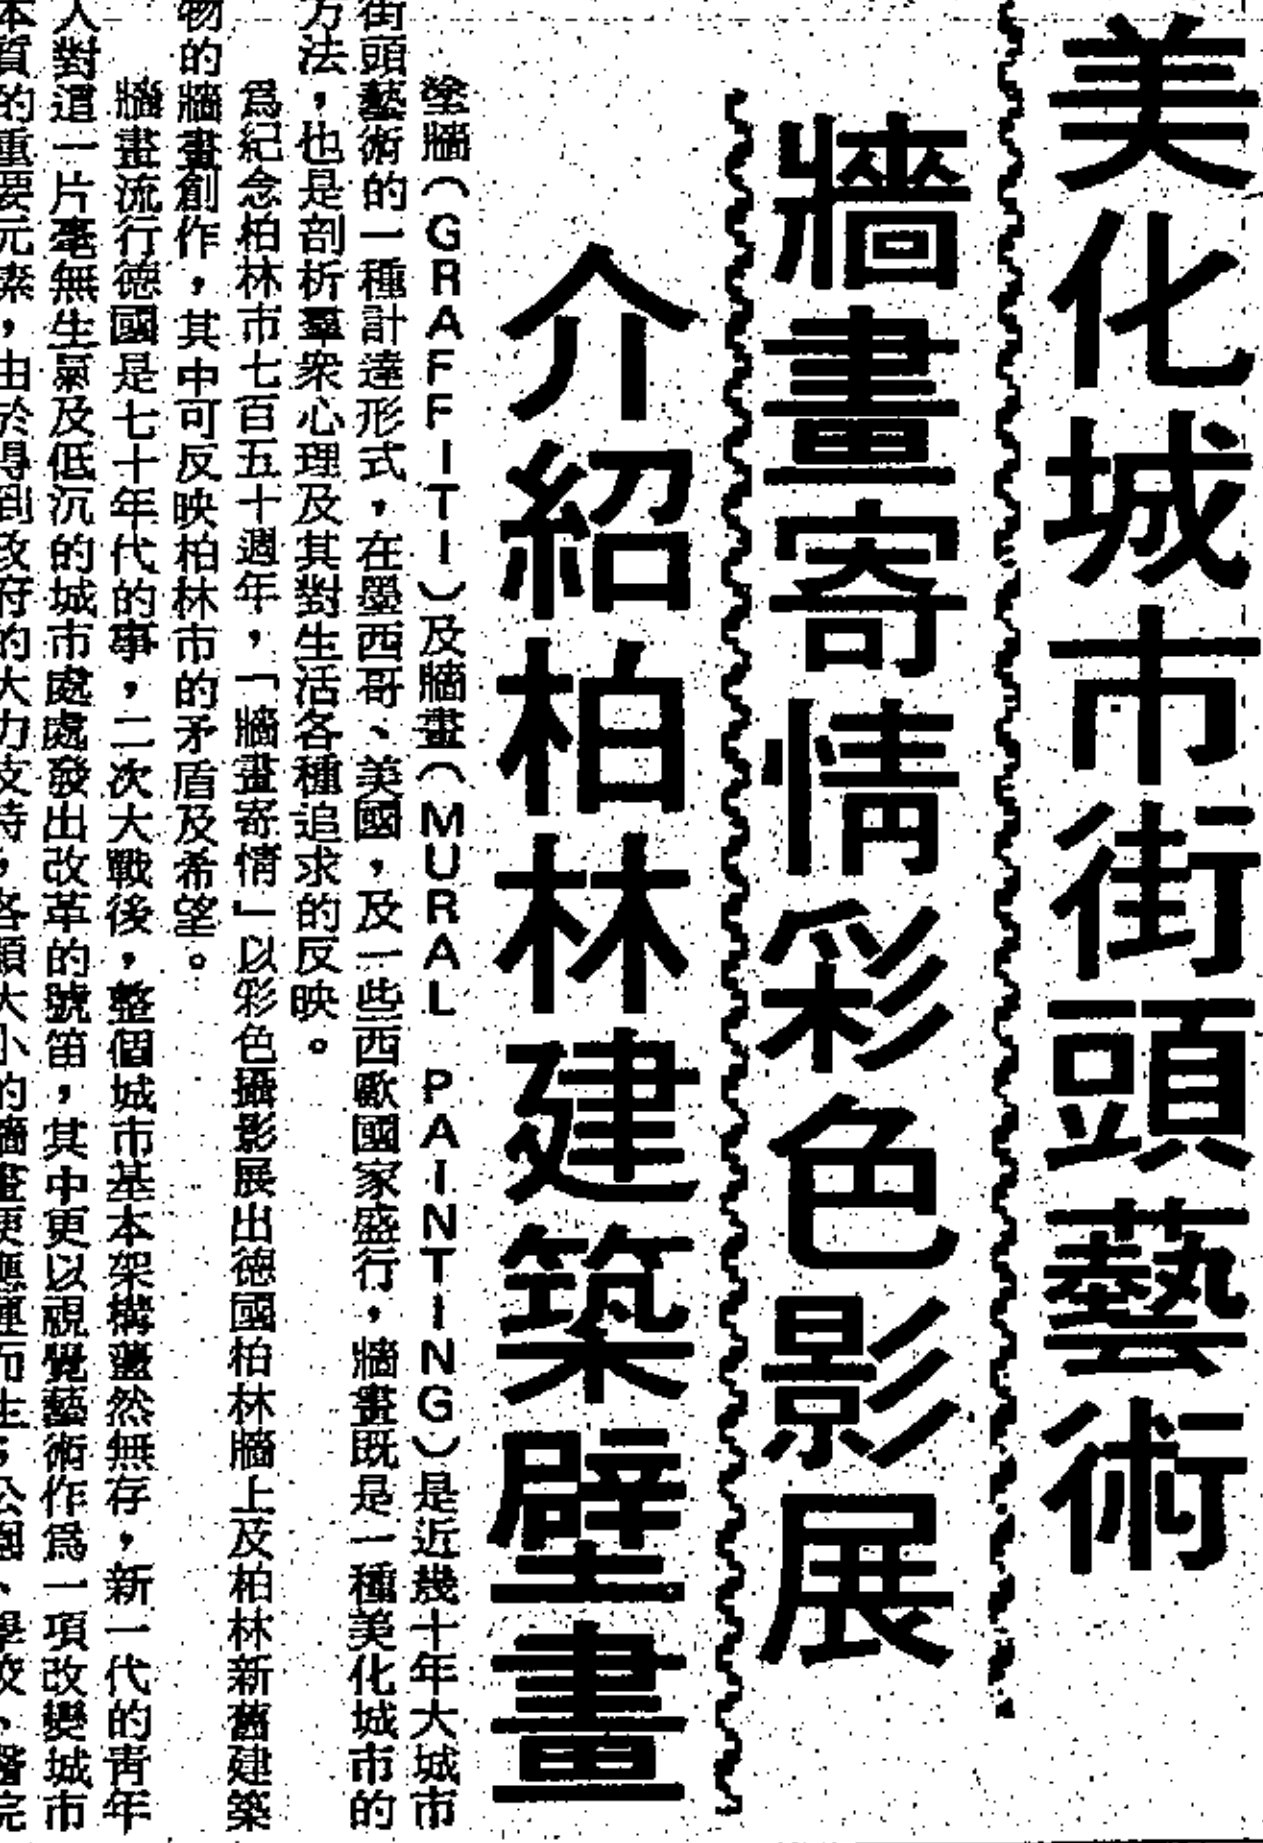 美化城市街頭藝術
牆畫寄情彩色影展
介紹柏林建築壁畫
塗牆（GRAFFITI）及牆畫（MURAL PAINTING）是近幾十年大城市
街頭藝術的一種計達形式，在墨西哥、美國，及一些西歐國家盛行，牆畫既是一種美化城市的
方法，也是剖析羣衆心理及其對生活各種追求的反映。
爲紀念柏林市七百五十週年，「牆畫寄情」以彩色攝影展出德國柏林牆上及柏林新舊建築
物的牆畫創作，其中可反映柏林市的矛盾及希望。
牆畫流行德國是七十年代的事，二次大戰後，整個城市基本架構蕩然無存，新一代的靑年
人對這一片毫無生氣及低沉的城市處處發出改革的號笛，其中更以視覺藝術作爲一項改變城市
本質的重要元素，由於得到政府的大力支持，各類大小的牆畫便應運而生；公園、學校、醫院